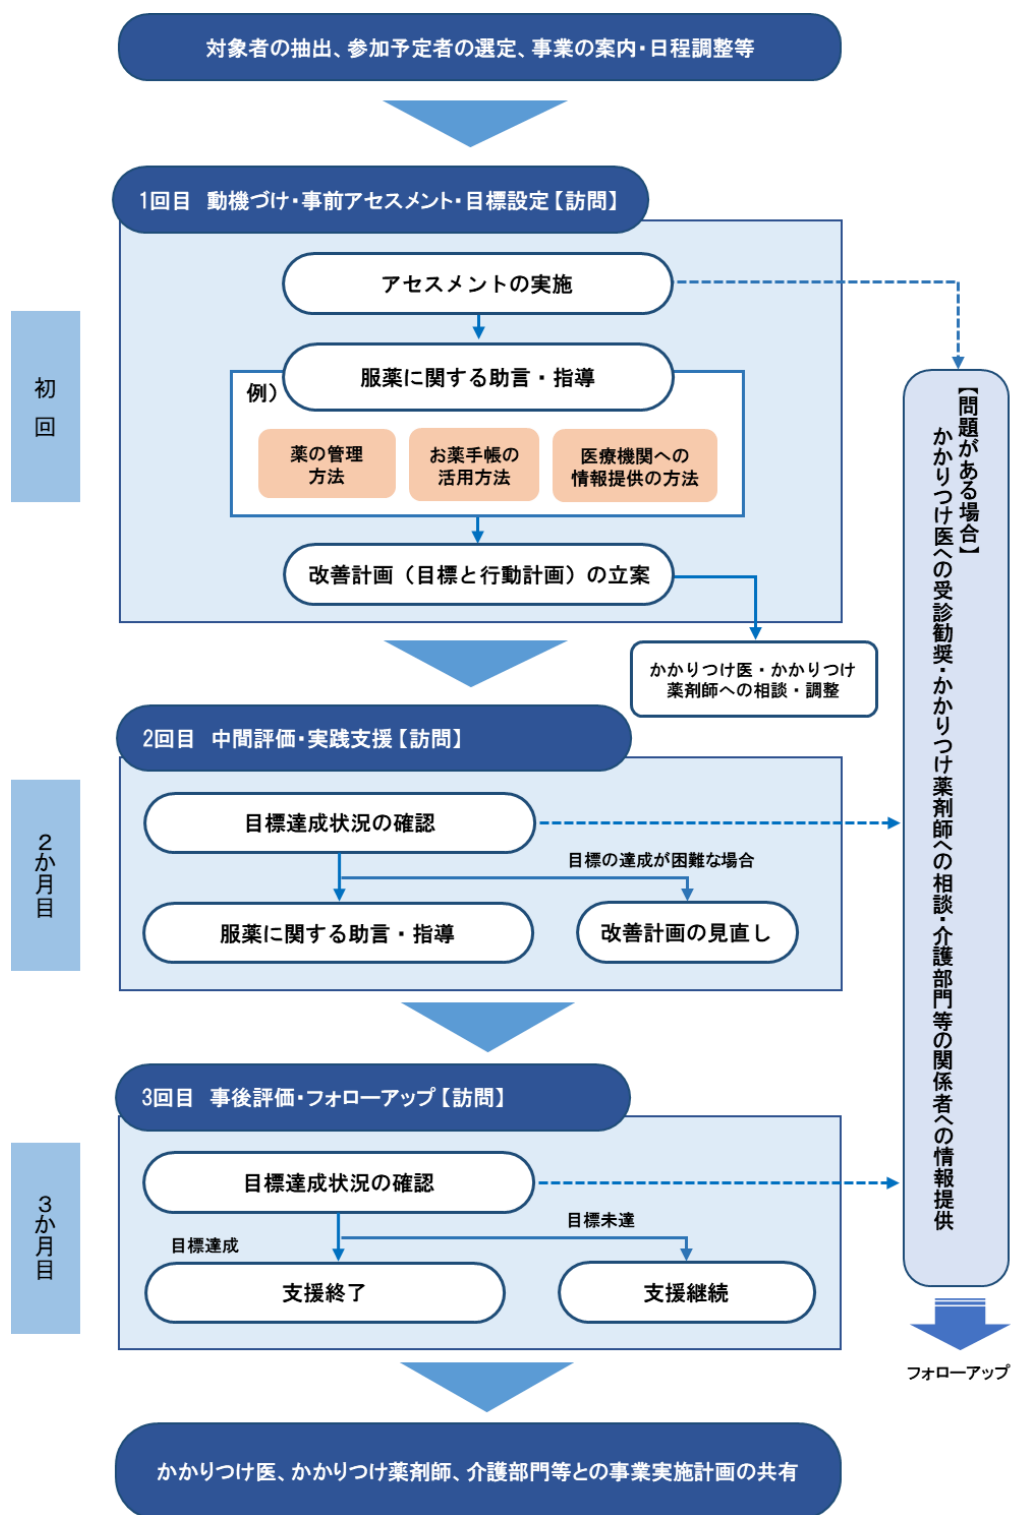 対象者の抽出、参加予定者の選定、事業の案内・日程調整等
1回目　動機づけ・事前アセスメント・目標設定【訪問】
初回
アセスメントの実施
服薬に関する助言・指導
例）
薬の管理
方法
お薬手帳の
活用方法
医療機関への
情報提供の方法
改善計画（目標と行動計画）の立案
かかりつけ医・かかりつけ
薬剤師への相談・調整
【問題がある場合】
かかりつけ医への受診勧奨・かかりつけ薬剤師への相談・介護部門等の関係者への情報提供
2回目　中間評価・実践支援【訪問】
２か月目
目標達成状況の確認
目標の達成が困難な場合
服薬に関する助言・指導
改善計画の見直し
3回目　事後評価・フォローアップ【訪問】
３か月目
目標達成状況の確認
目標未達
目標達成
支援終了
支援継続
フォローアップ
かかりつけ医、かかりつけ薬剤師、介護部門等との事業実施計画の共有